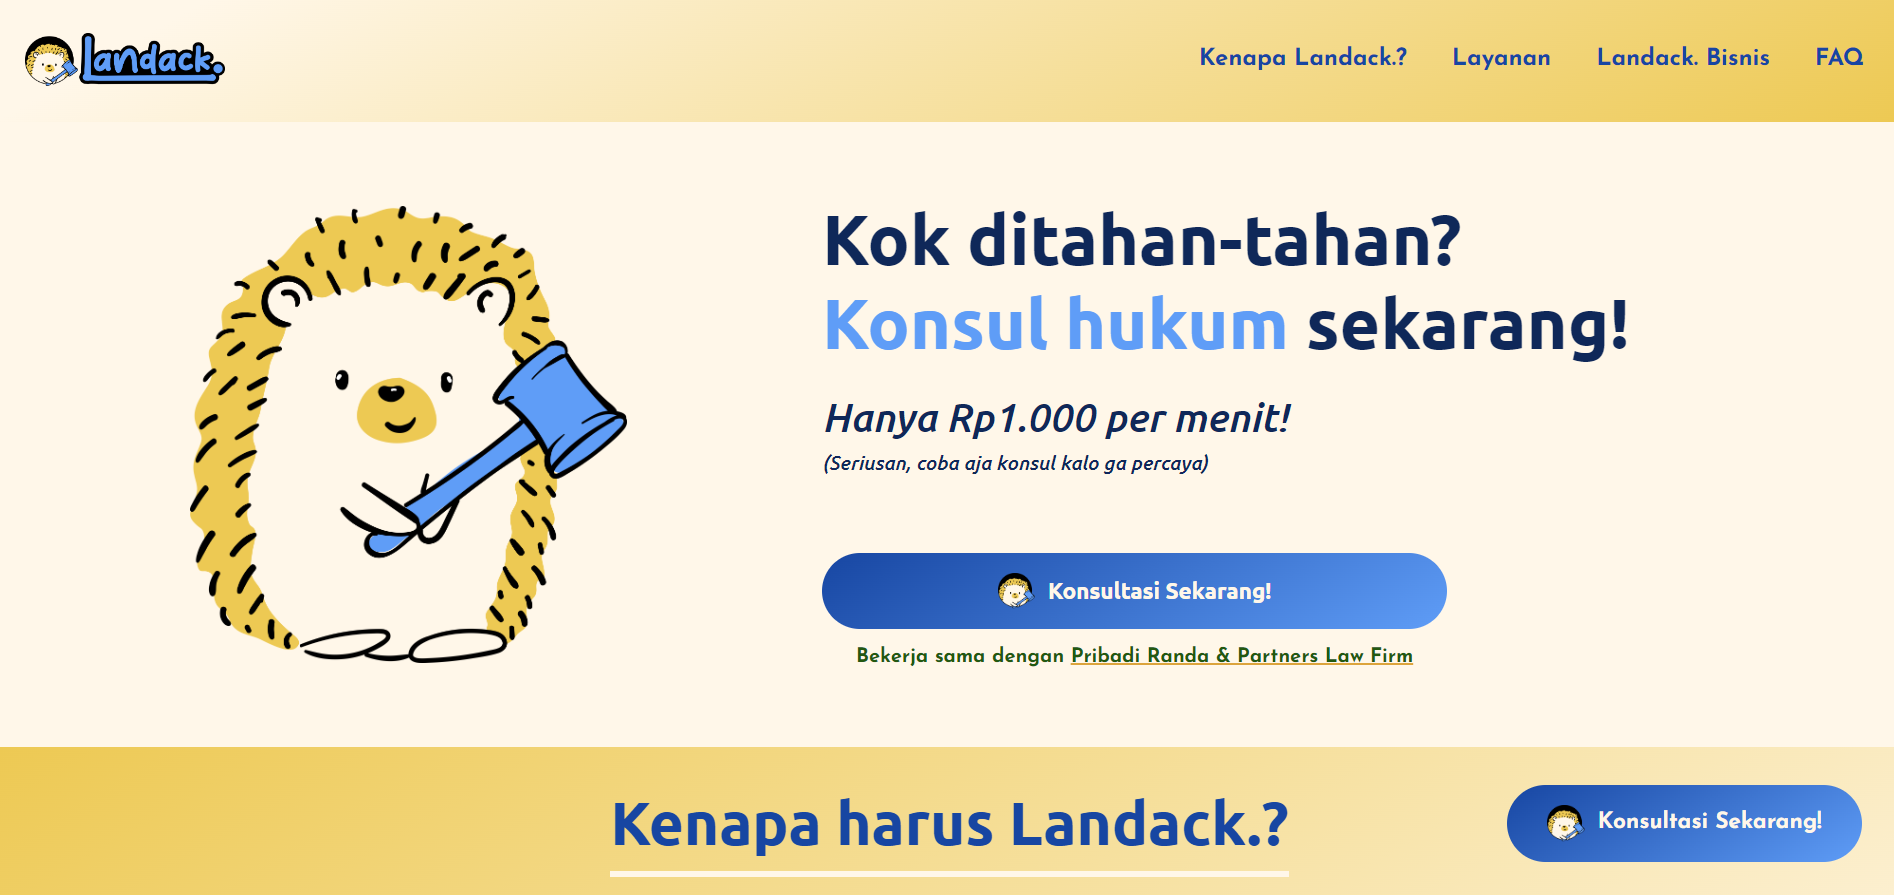 Landack.
Kenapa Landack.?
Layanan
Landack. Bisnis
FAQ
Kok ditahan-tahan?
Konsul hukum sekarang!
Hanya Rp1.000 per menit!
(Seriusan, coba aja konsul kalo ga percaya)
Konsultasi Sekarang!
Bekerja sama dengan Pribadi Randa & Partners Law Firm
Kenapa harus Landack.?
Konsultasi Sekarang!